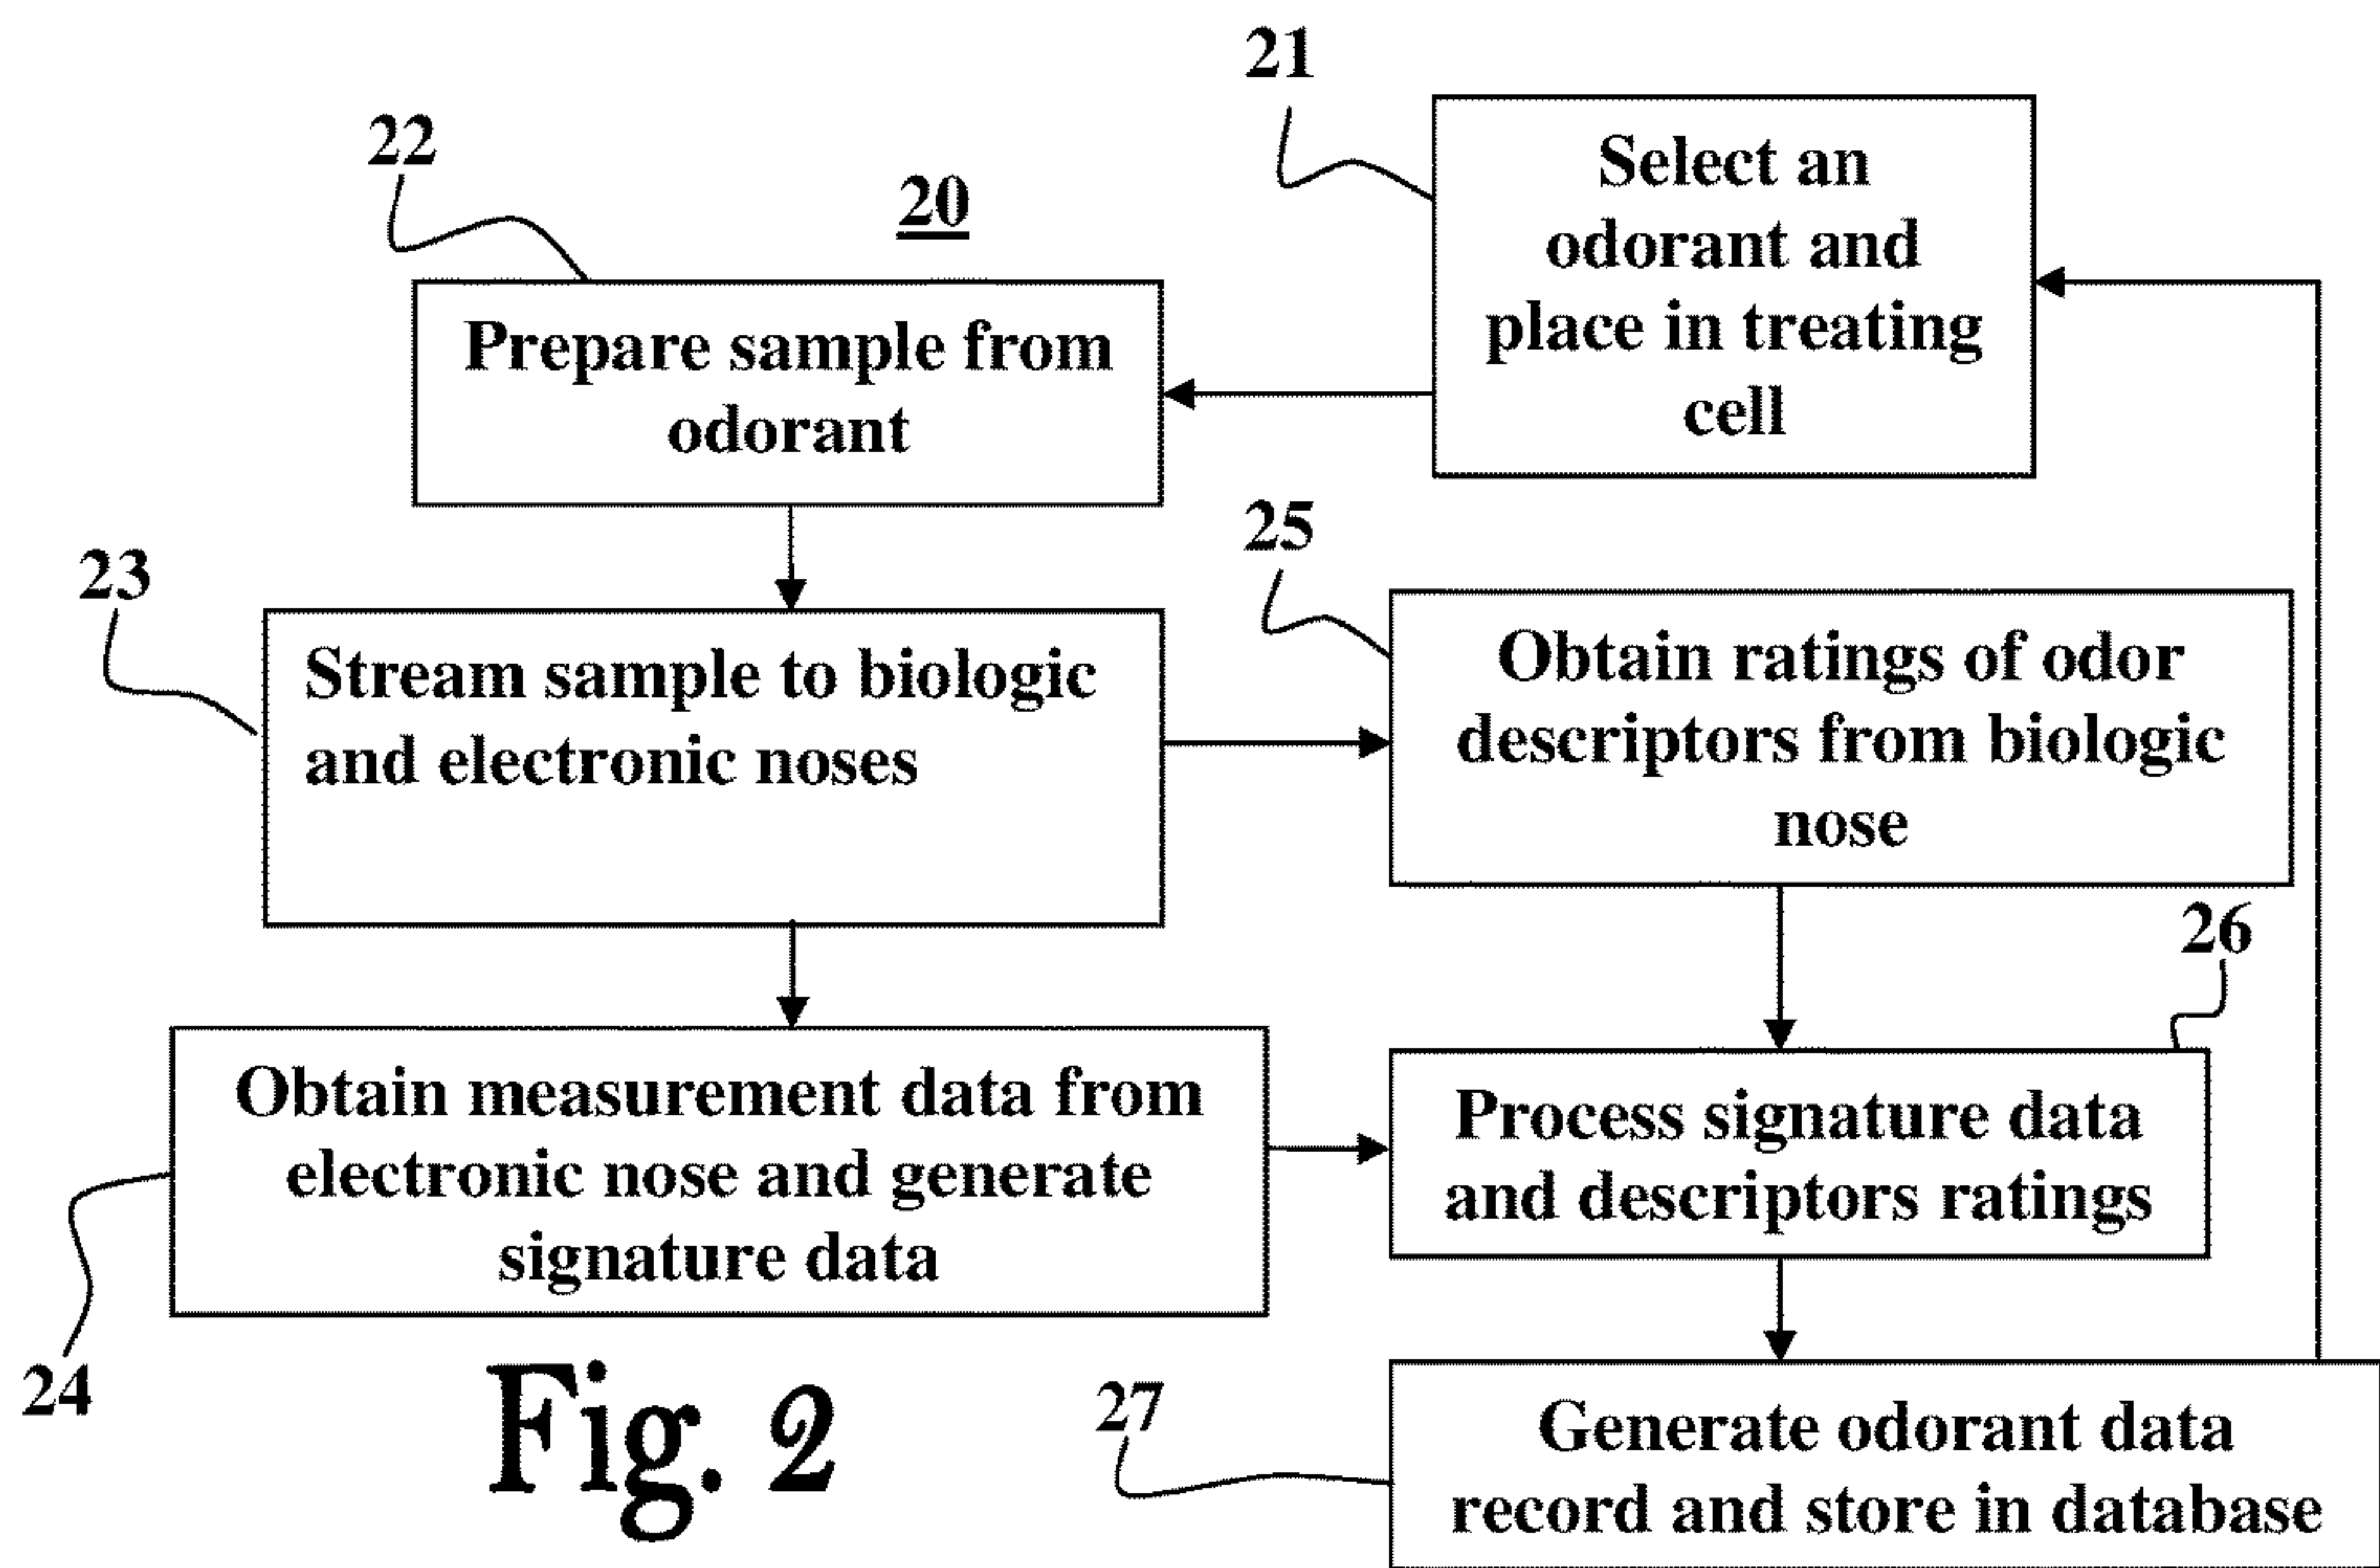 21
Select an
odorant and
place in treating
cell
22
20
Prepare sample from
odorant
23
Stream sample to biologic
and electronic noses
25
Obtain ratings of odor
descriptors from biologic
nose
24
Obtain measurement data from
electronic nose and generate
signature data
26
Process signature data
and descriptors ratings
27
Generate odorant data
record and store in database
Fig. 2